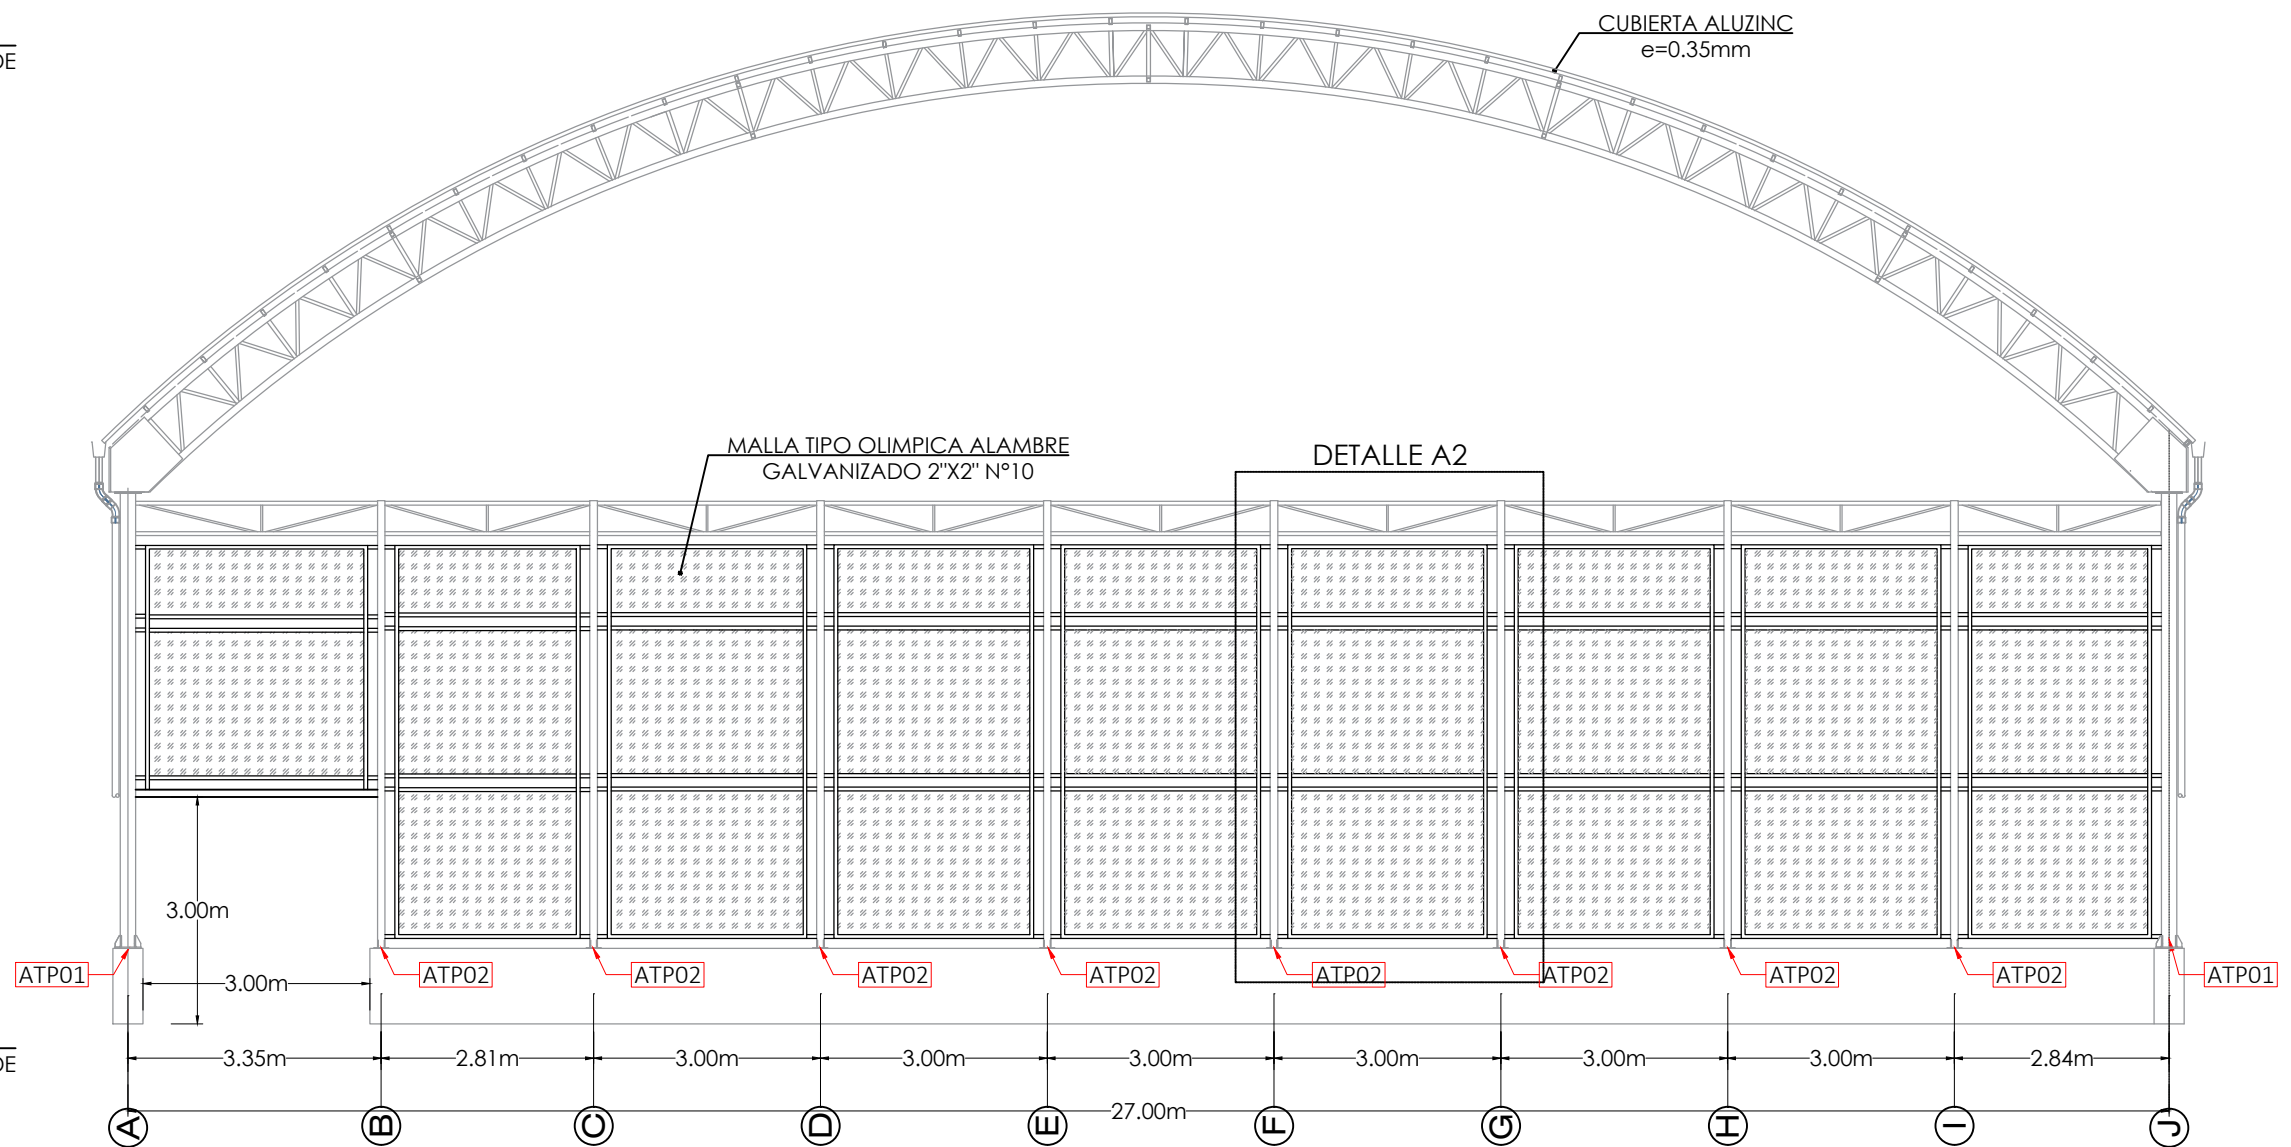 CUBIERTA ALUZINC
e=0.35mm
DE
MALLA TIPO OLIMPICA ALAMBRE
GALVANIZADO 2"X2" N°10
DETALLE A2
3.00m
ATP01
3.00m
ATP02
ATP02
ATP02
ATP02
ATP02
ATP02
ATP02
ATP02
ATP01
DE
3.35m
2.81m
3.00m
3.00m
3.00m
3.00m
3.00m
3.00m
2.84m
27.00m
A
B
C
D
E
F
G
H
I
J